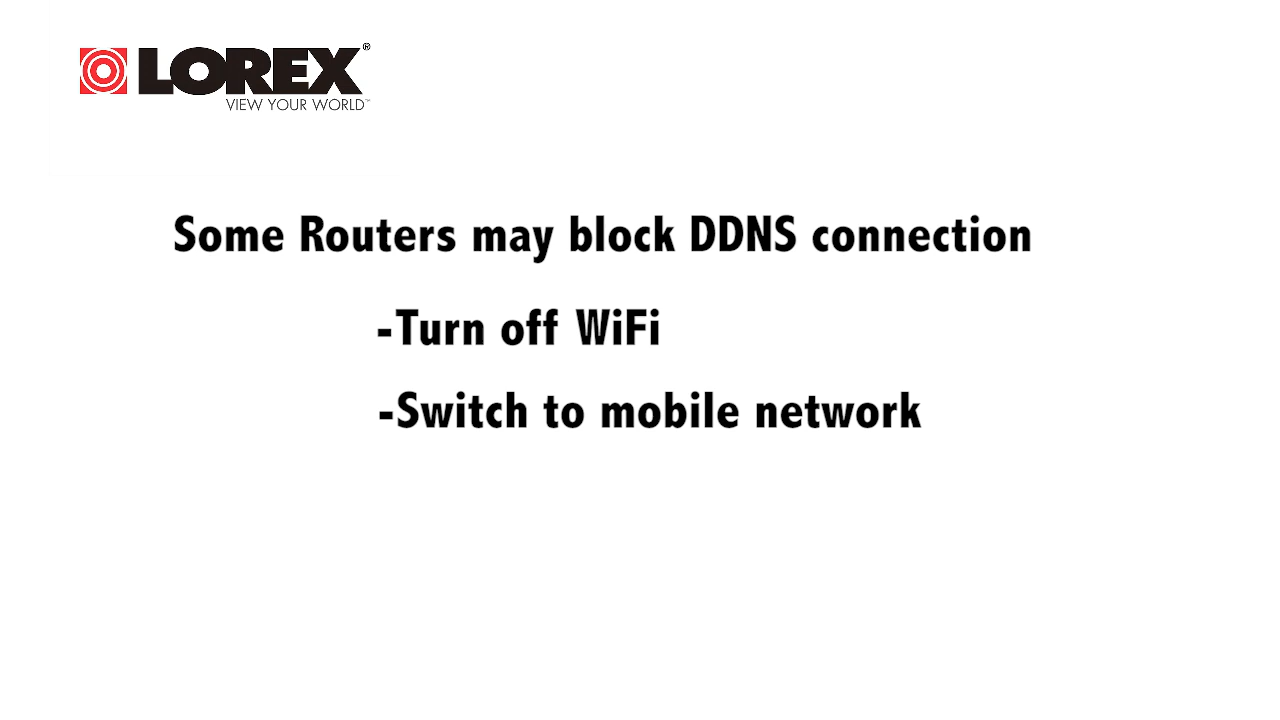 LOREX®
VIEW YOUR WORLD™
Some Routers may block DDNS connection
-Turn off WiFi
-Switch to mobile network